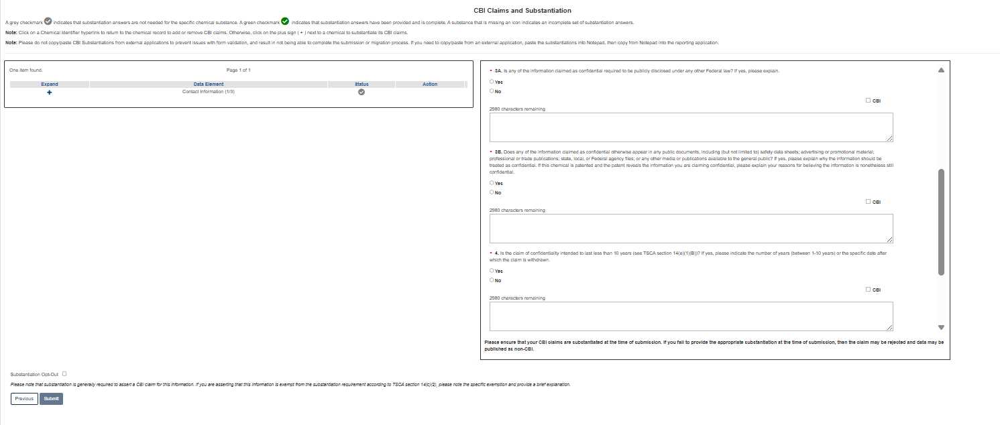 CBI Claims and Substantiation
A grey checkmark indicates that substantiation answers are not needed for the specific chemical substance. A green checkmark indicates that substantiation answers have been provided and is complete. A substance that is missing an icon indicates an incomplete set of substantiation answers.
Note: Click on a Chemical Identifier hyperlink to return to the chemical record to add or remove CBI claims. Otherwise, click on the plus sign ( + ) next to a chemical to substantiate its CBI claims.
Note: Please do not copy/paste CBI Substantiations from external applications to prevent issues with form validation, and result in not being able to complete the submission or migration process. If you need to copy/paste from an external application, paste the substantiations into Notepad, then copy from Notepad into the reporting application.
One item found. Page 1 of 1
Expand Data Element Status Action
Contact Information (1/3)
* 3A. Is any of the information claimed as confidential required to be publicly disclosed under any other Federal law? If yes, please explain.
Yes
No
CBI
2980 characters remaining
* 3B. Does any of the information claimed as confidential otherwise appear in any public documents, including (but not limited to) safety data sheets; advertising or promotional material;
professional or trade publications; state, local, or Federal agency files; or any other media or publications available to the general public? If yes, please explain why the information should be
treated as confidential. If this chemical is patented and the patent reveals the information you are claiming confidential, please explain your reasons for believing the information is nonetheless still
confidential.
Yes
No
CBI
2980 characters remaining
* 4. Is the claim of confidentiality intended to last less than 10 years (see TSCA section 14(e)(1)(B))? If yes, please indicate the number of years (between 1-10 years) or the specific date after
which the claim is withdrawn.
Yes
No
CBI
2980 characters remaining
Please ensure that your CBI claims are substantiated at the time of submission. If you fail to provide the appropriate substantiation at the time of submission, then the claim may be rejected and data may be
published as non-CBI.
Substantiation Opt-Out
Please note that substantiation is generally required to assert a CBI claim for this information. If you are asserting that this information is exempt from the substantiation requirement according to TSCA section 14(c)(2), please note the specific exemption and provide a brief explanation.
Previous Submit